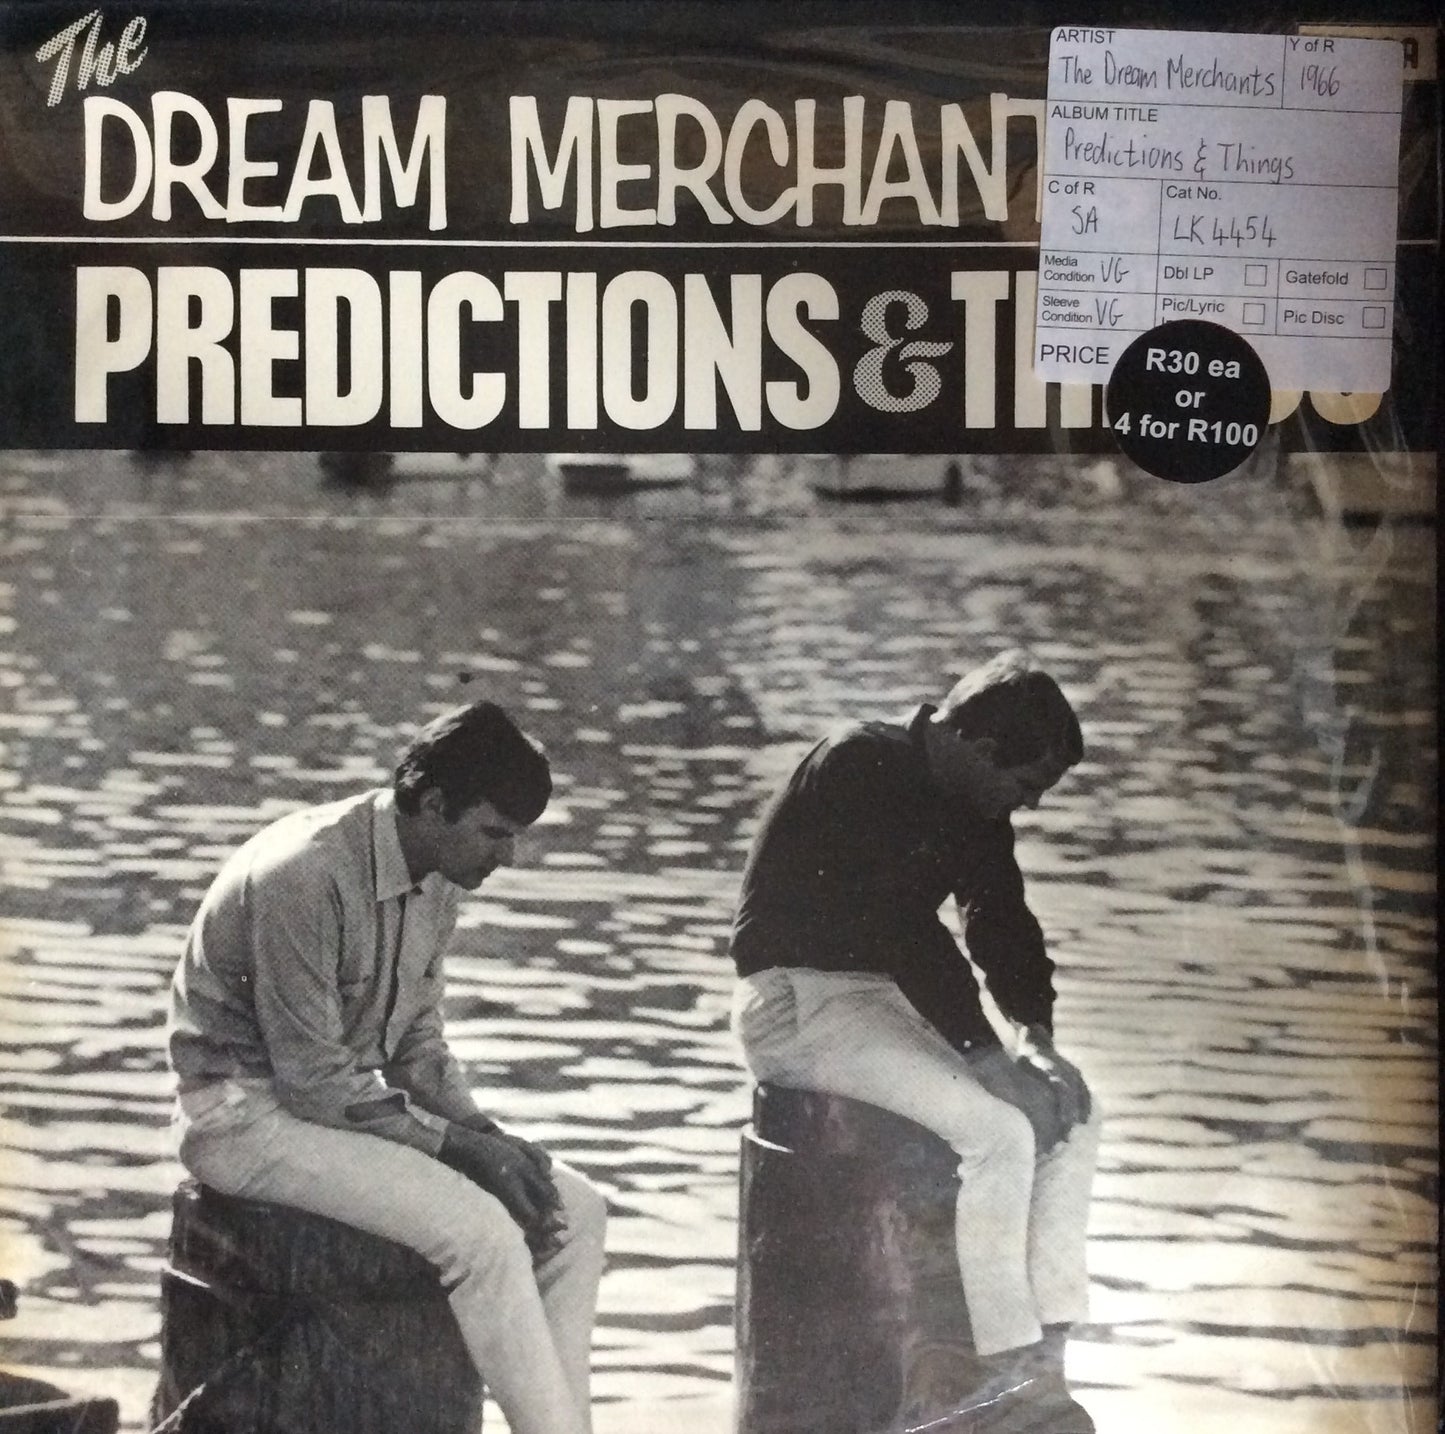 The
DREAM MERCHANT
PREDICTIONS &
ARTIST
The Dream Merchants
Y of R
1966
ALBUM TITLE
Predictions & Things
C of R
SA
Cat No.
LK 4454
Media
Condition VG
Dbl LP
Gatefold
Sleeve
Condition VG
Pic/Lyric
Pic Disc
PRICE
R30 ea
or
4 for R100